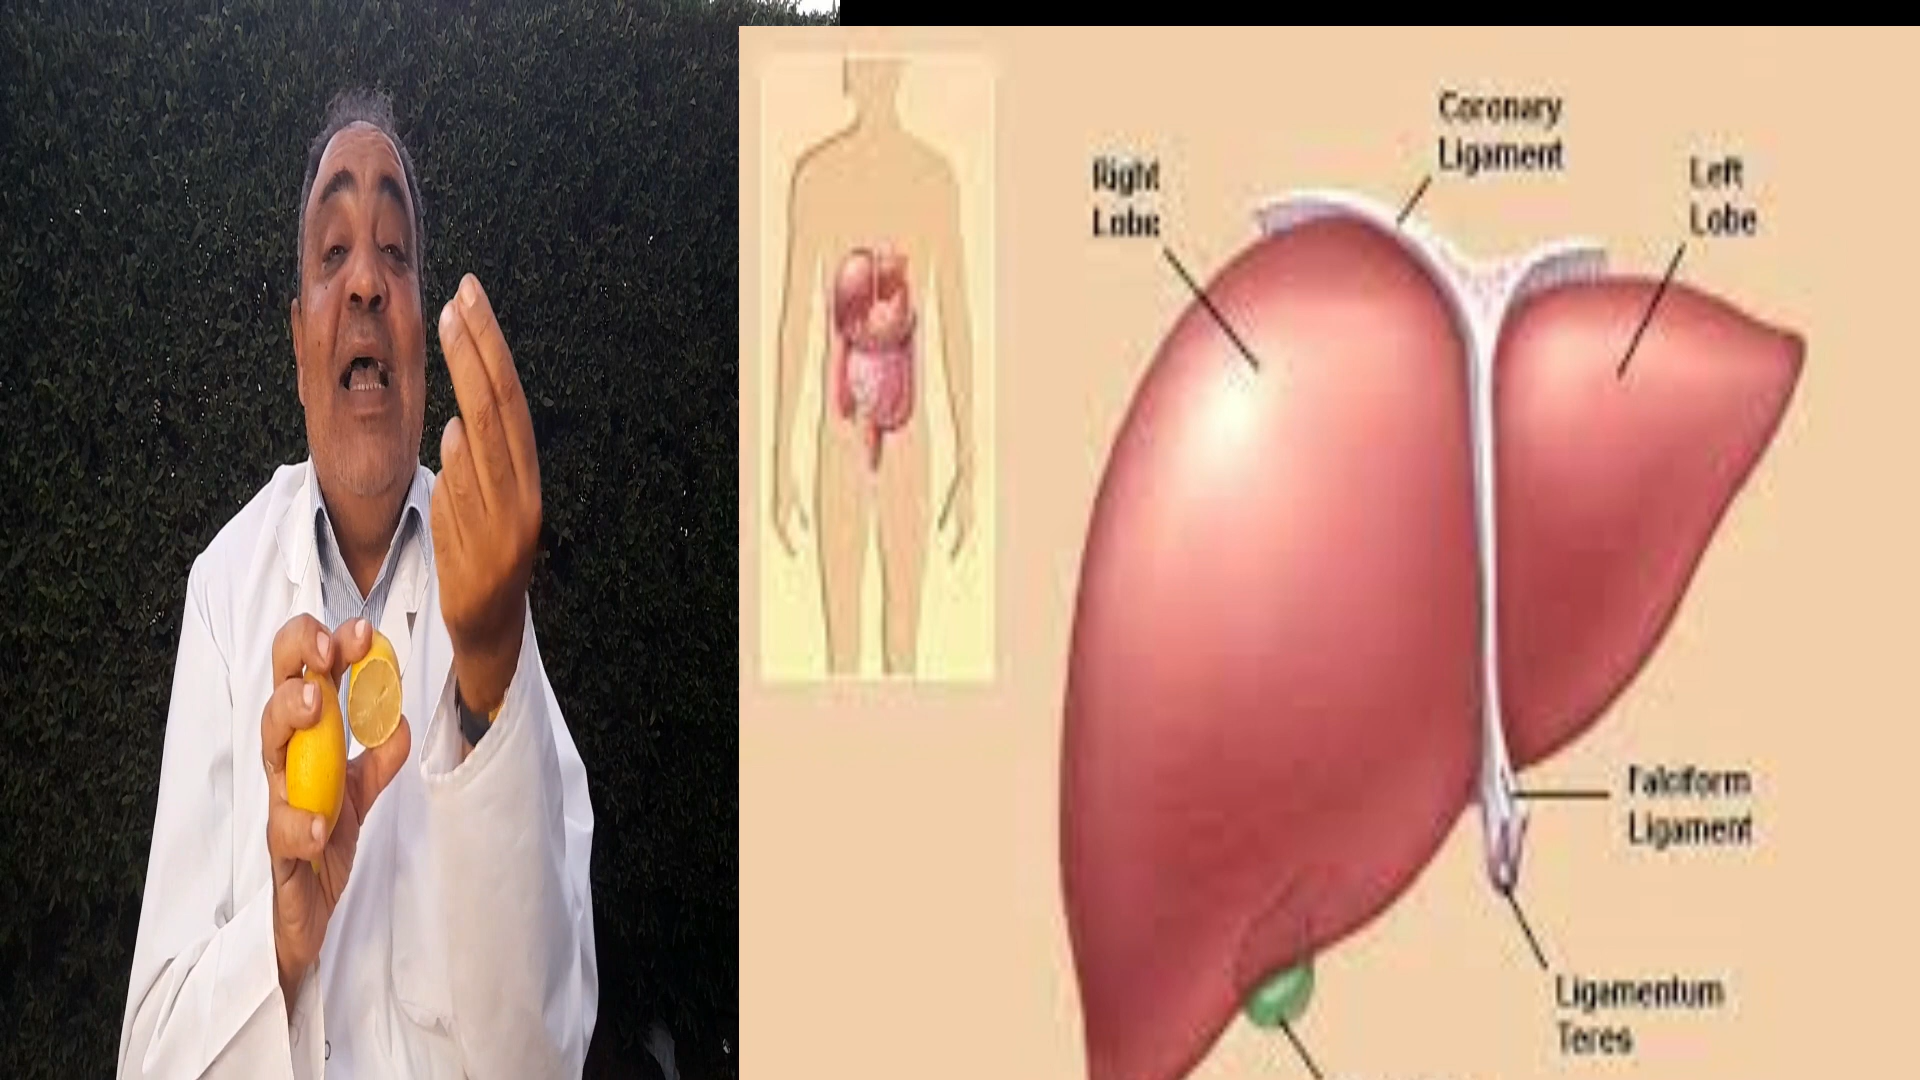 Coronary
Ligament
Right
Lobe
Left
Lobe
Falciform
Ligament
Ligamentum
Teres